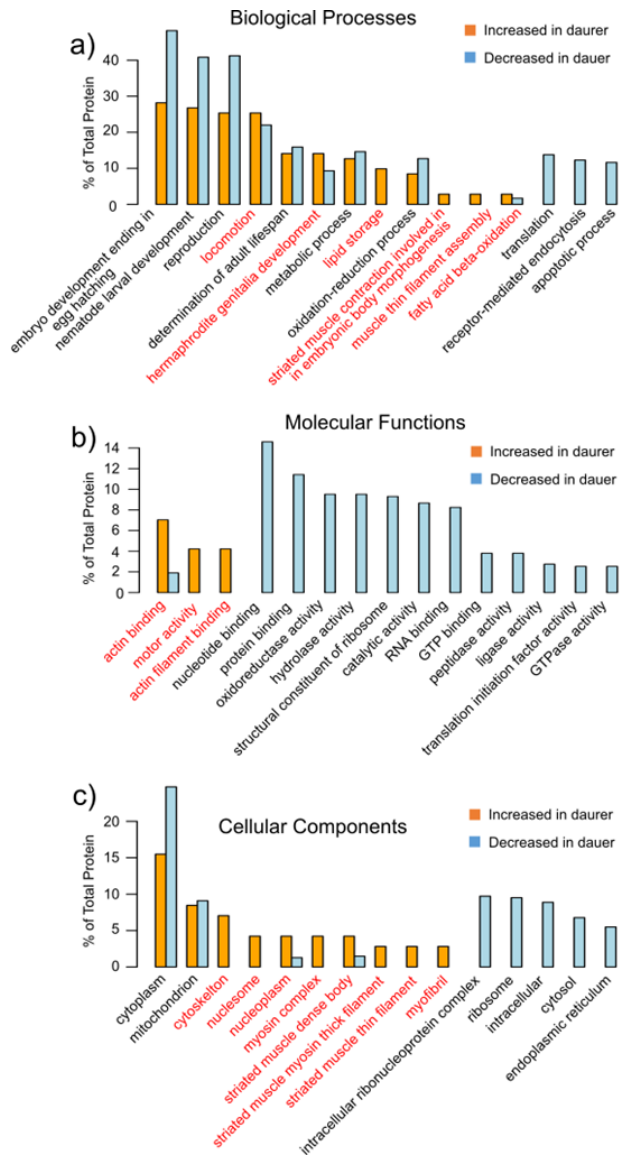 Biological Processes
a)
Increased in daurer
Decreased in dauer
% of Total Protein
40
30
20
10
0
embryo development ending in
egg hatching
nematode larval development
reproduction
locomotion
determination of adult lifespan
hermaphrodite genitalia development
metabolic process
lipid storage
oxidation-reduction process
striated muscle contraction involved in
in embryonic body morphogenesis
muscle thin filament assembly
fatty acid beta-oxidation
translation
receptor-mediated endocytosis
apoptotic process
b)
Molecular Functions
Increased in daurer
Decreased in dauer
% of Total Protein
14
12
10
8
6
4
2
0
actin binding
motor activity
actin filament binding
nucleotide binding
protein binding
oxidoreductase activity
hydrolase activity
structural constituent of ribosome
catalytic activity
RNA binding
GTP binding
peptidase activity
ligase activity
translation initiation factor activity
GTPase activity
c)
Cellular Components
Increased in daurer
Decreased in dauer
% of Total Protein
20
15
10
5
0
cytoplasm
mitochondrion
cytoskelton
nuclesome
nucleoplasm
myosin complex
striated muscle dense body
striated muscle myosin thick filament
striated muscle thin filament
myofibril
intracellular ribonucleoprotein complex
ribosome
intracellular
cytosol
endoplasmic reticulum